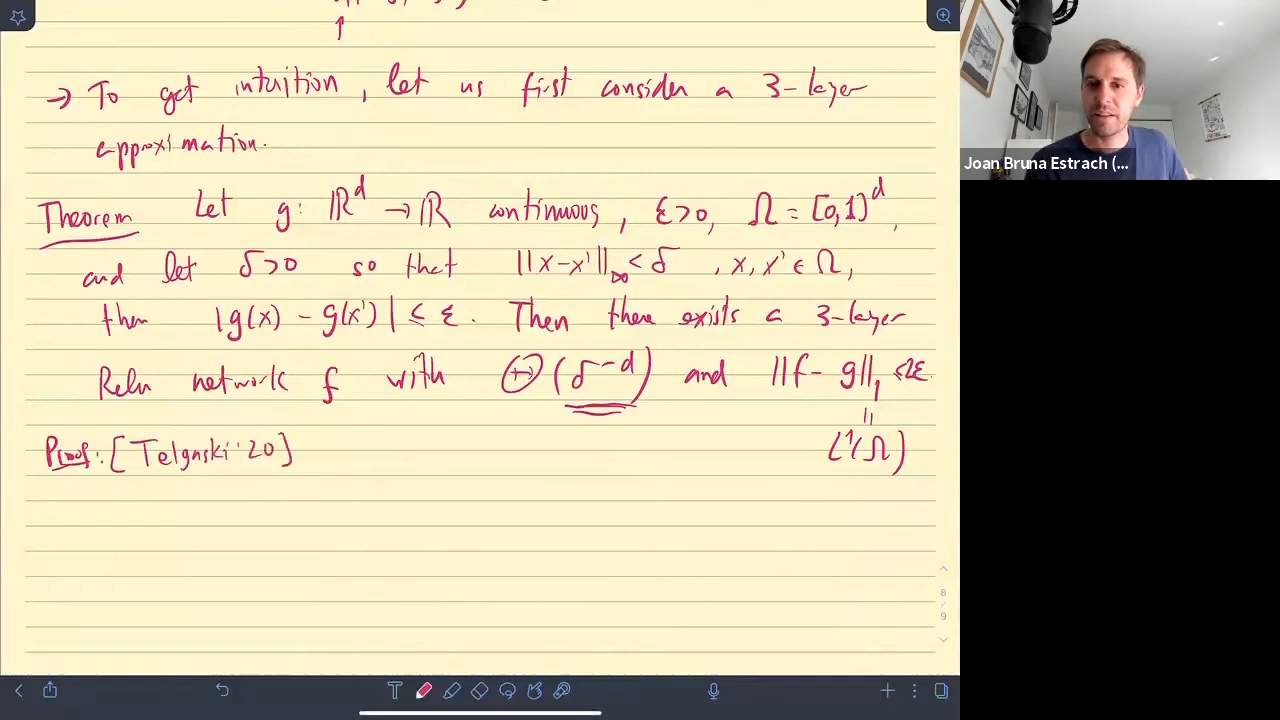 → To get intuition, let us first consider a 3-layer
approximation.
Theorem Let g: ℝ^d → ℝ continuous, ε>0, Ω = [0,1]^d,
and let δ>0 so that ||x-x'||_∞ < δ, x, x' ∈ Ω,
then |g(x) - g(x')| ≤ ε. Then there exists a 3-layer
Relu network f with Θ(δ^-d) and ||f - g||_1 ≤ 2ε.
||
L^1(Ω)
Proof: [Telgarski '20]
8
/
9
T
Joan Bruna Estrach (...